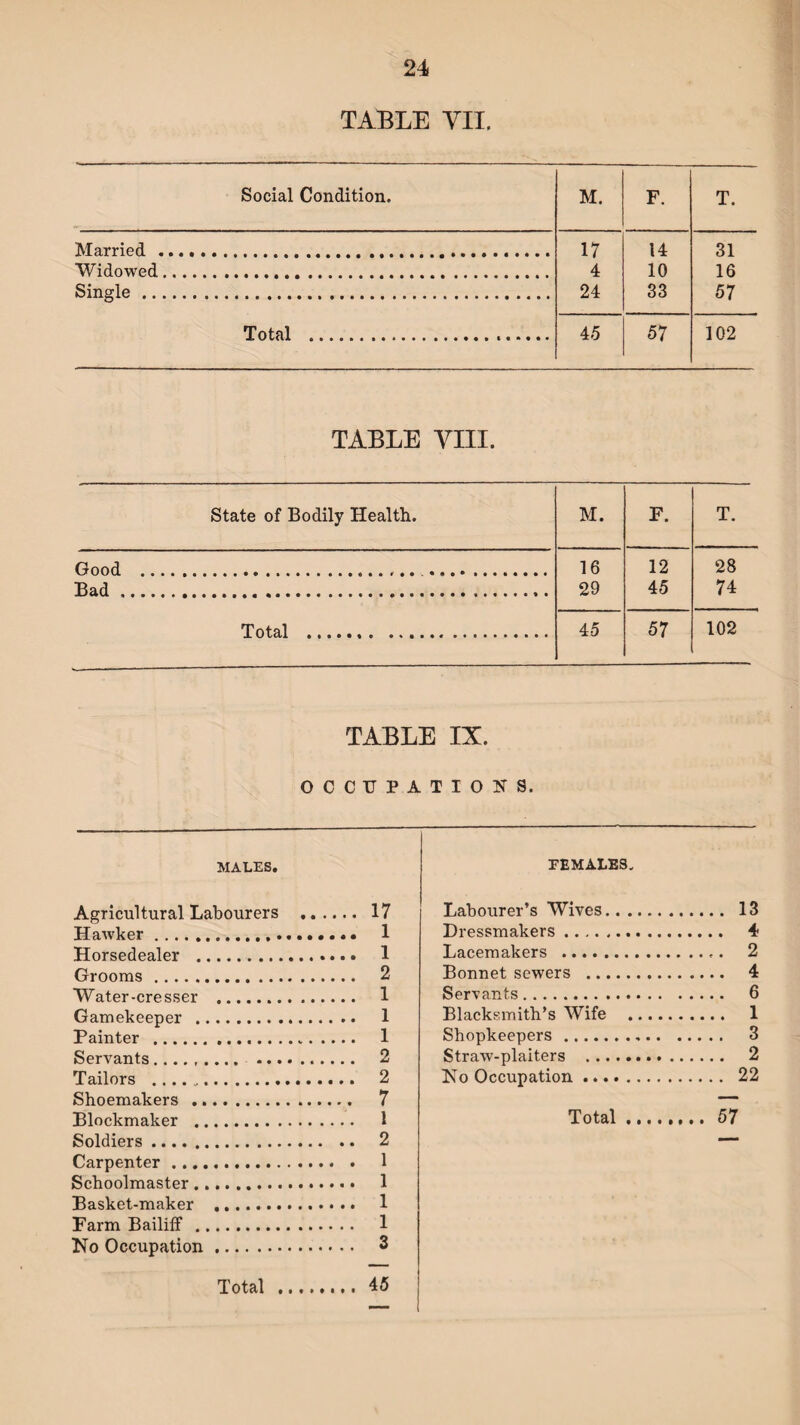 24
TABLE VII.
Social Condition. M. F. T.
Married 17 14 31
Widowed 4 10 16
Single 24 33 57
Total 45 57 102
TABLE VIII.
State of Bodily Health. M. F. T.
Good 16 12 28
Bad 29 45 74
Total 45 57 102
TABLE IX.
OCCUPATIONS.
MALES.
Agricultural Labourers 17
Hawker 1
Horsedealer 1
Grooms 2
Water-cresser 1
Gamekeeper 1
Painter 1
Servants 2
Tailors 2
Shoemakers 7
Blockmaker 1
Soldiers 2
Carpenter 1
Schoolmaster 1
Basket-maker 1
Farm Bailiff 1
No Occupation 3
Total 45
FEMALES.
Labourer's Wives 13
Dressmakers 4
Lacemakers 2
Bonnet sewers 4
Servants 6
Blacksmith's Wife 1
Shopkeepers 3
Straw-plaiters 2
No Occupation 22
Total 57